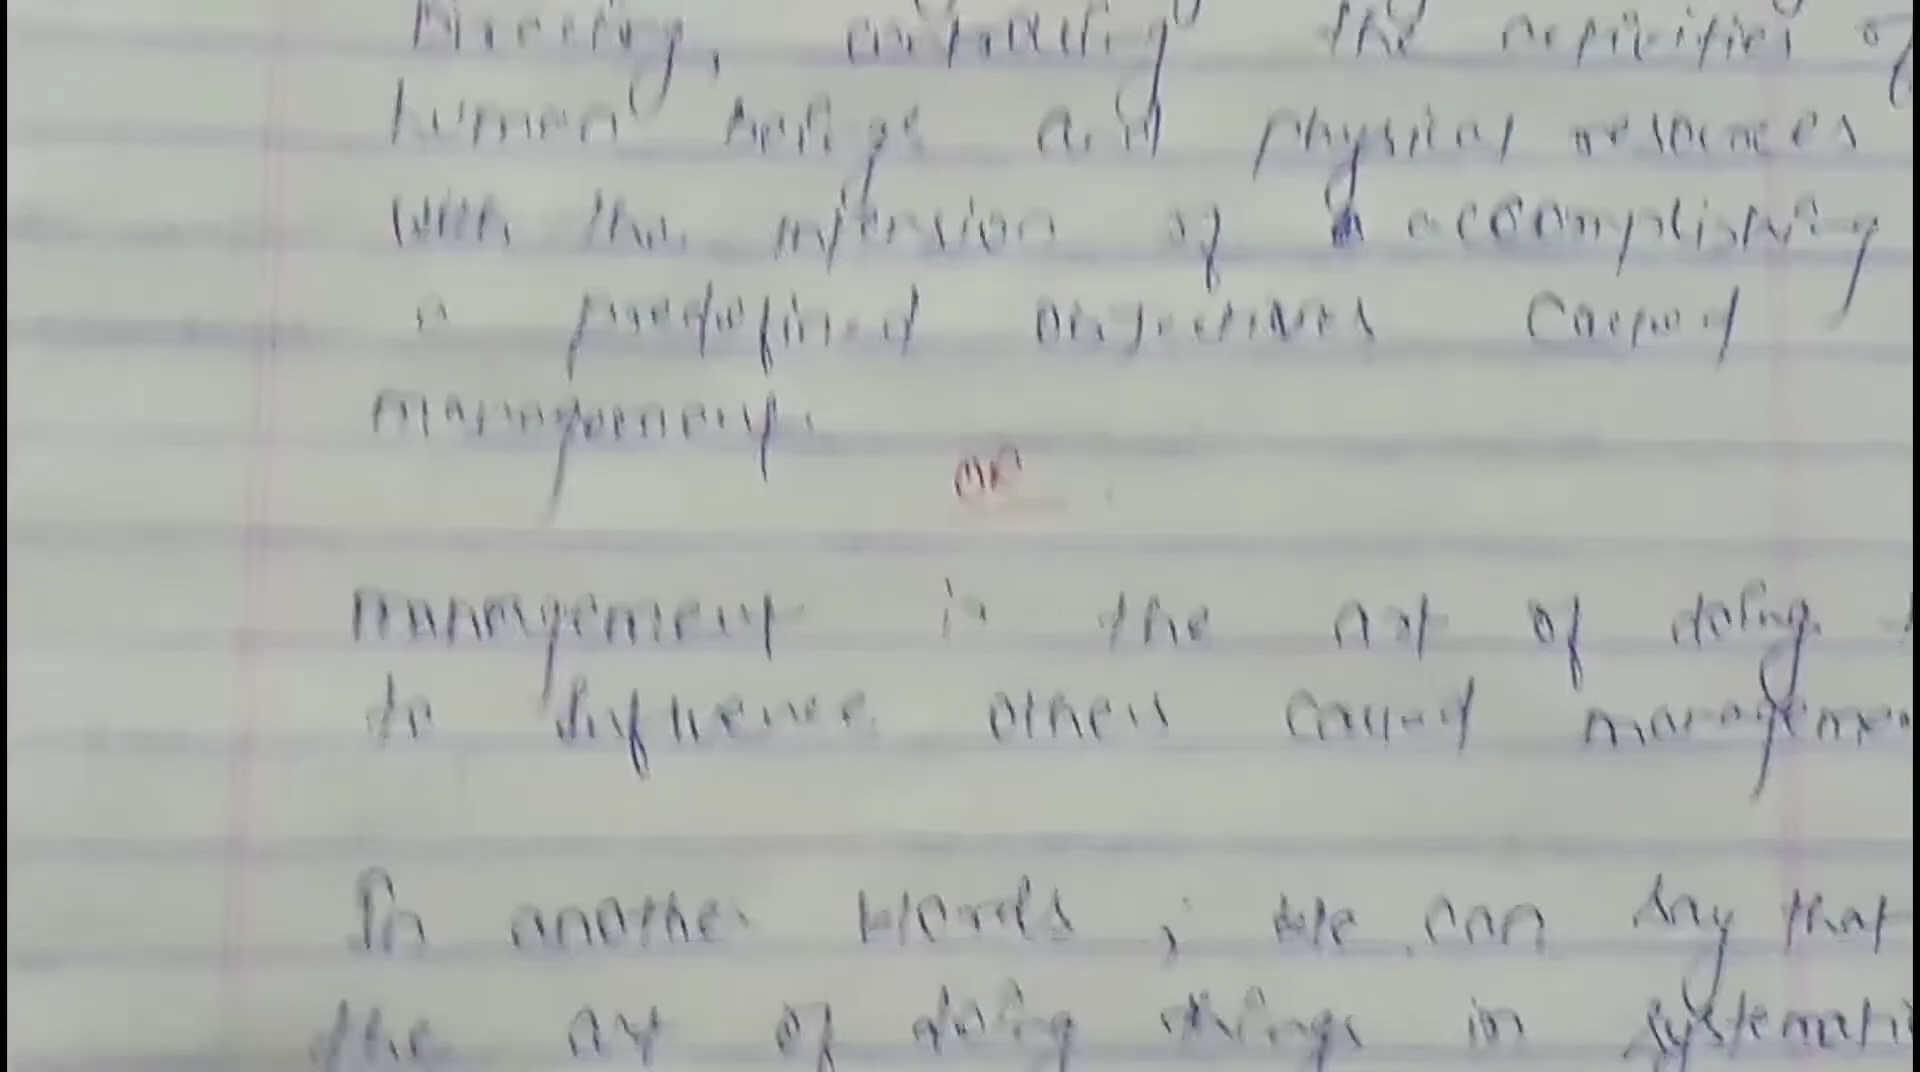 Directing, controlling the activities of
human beings and physical resources
with the intension of accomplishing
a predefined objectives called
management.
OR
management is the art of doing
to influence others called
In another words, we can say that
the art of doing things in